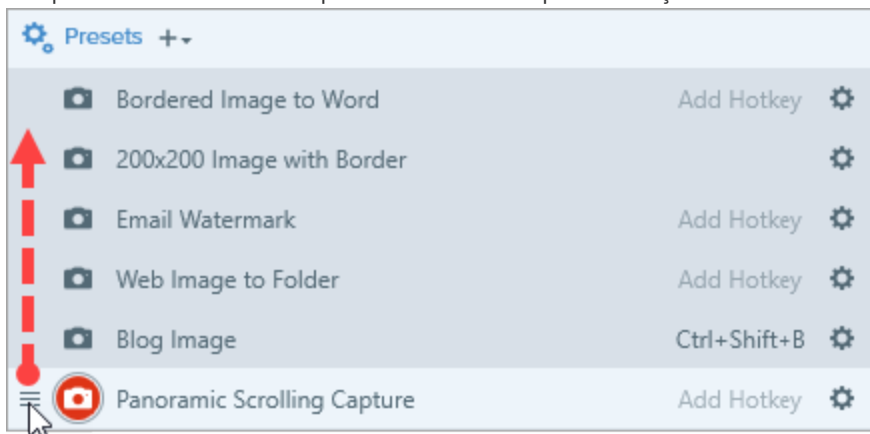 Presets
Bordered Image to Word Add Hotkey
200x200 Image with Border
Email Watermark Add Hotkey
Web Image to Folder Add Hotkey
Blog Image Ctrl+Shift+B
Panoramic Scrolling Capture Add Hotkey